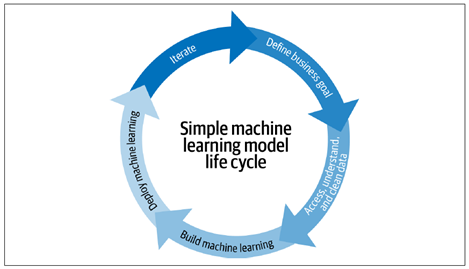 Simple machine
learning model
life cycle
Iterate
Define business goal
Access, understand,
and clean data
Build machine learning
Deploy machine learning